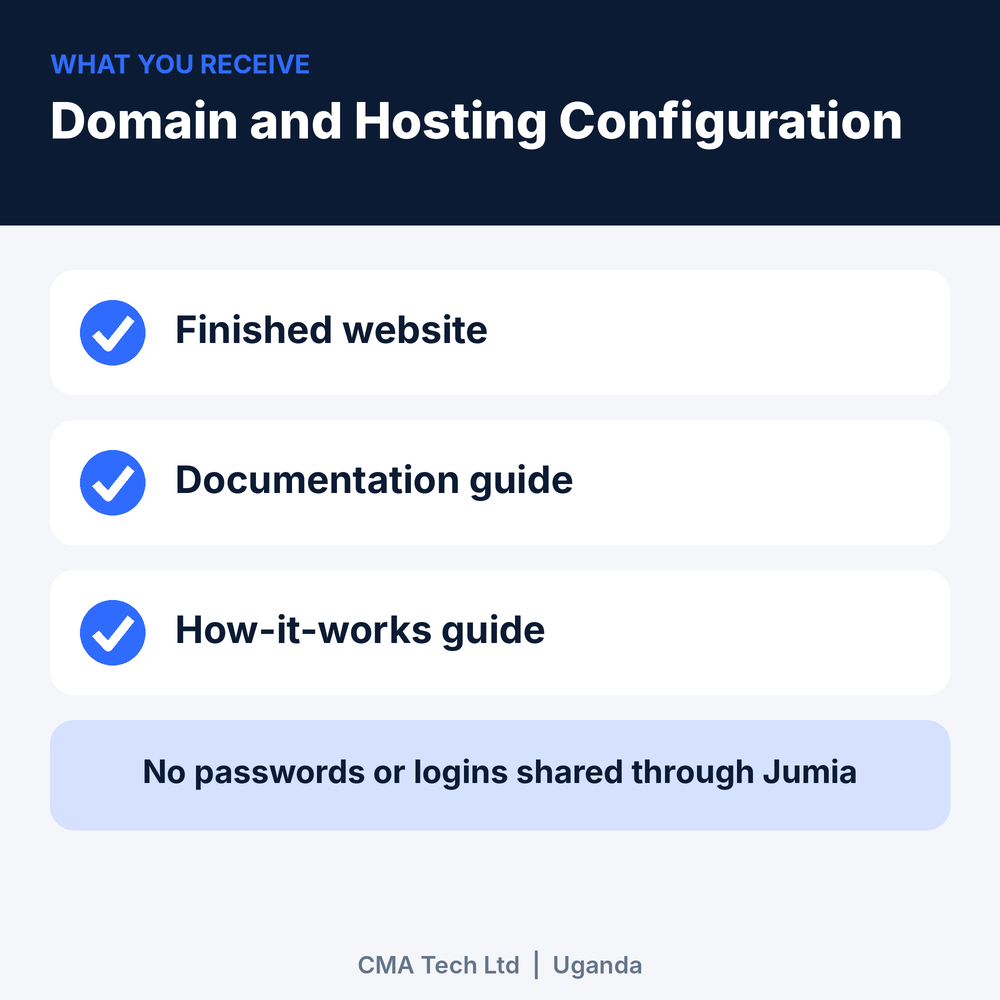 WHAT YOU RECEIVE
Domain and Hosting Configuration
Finished website
Documentation guide
How-it-works guide
No passwords or logins shared through Jumia
CMA Tech Ltd | Uganda